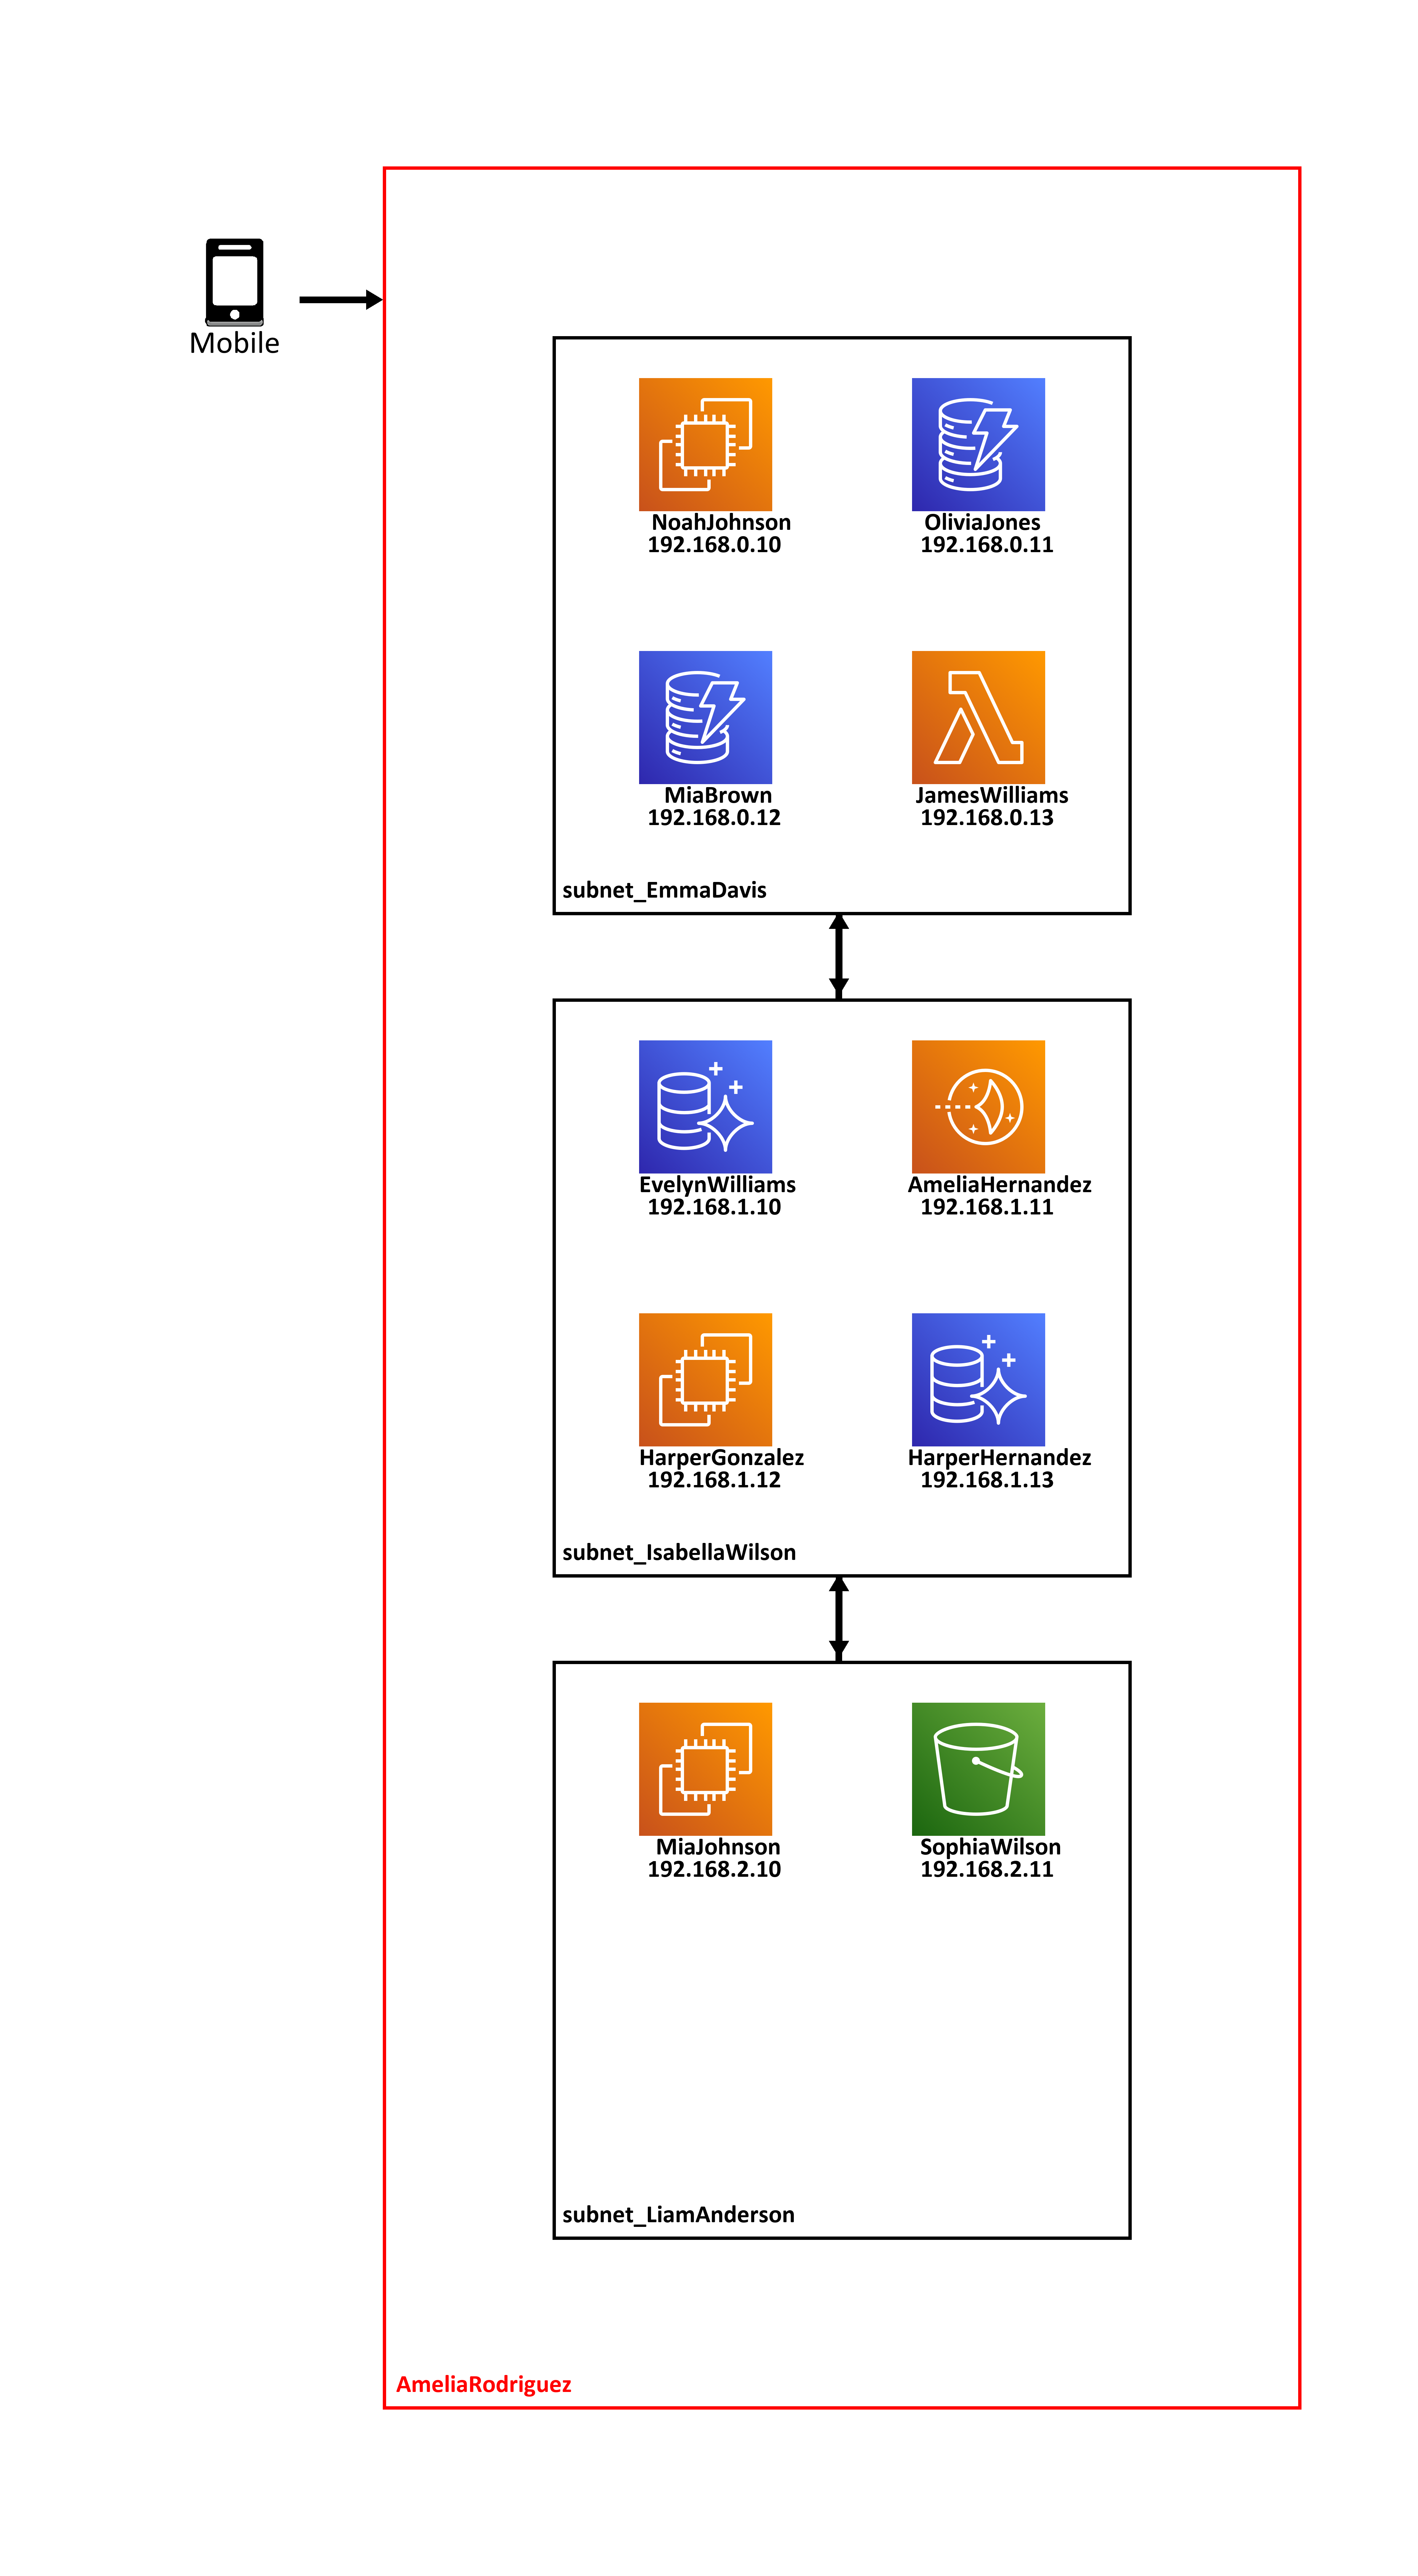 Mobile
NoahJohnson
192.168.0.10
OliviaJones
192.168.0.11
MiaBrown
192.168.0.12
JamesWilliams
192.168.0.13
subnet_EmmaDavis
EvelynWilliams
192.168.1.10
AmeliaHernandez
192.168.1.11
HarperGonzalez
192.168.1.12
HarperHernandez
192.168.1.13
subnet_IsabellaWilson
MiaJohnson
192.168.2.10
SophiaWilson
192.168.2.11
subnet_LiamAnderson
AmeliaRodriguez